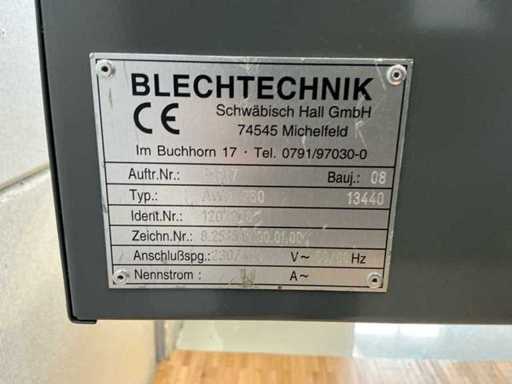 BLECHTECHNIK
CE Schwäbisch Hall GmbH
74545 Michelfeld
Im Buchhorn 17 · Tel. 0791/97030-0
Auftr.Nr.: Bauj.: 08
Typ.: 13440
Ident.Nr.:
Zeichn.Nr.:
Anschlußspg.: V~ Hz
Nennstrom : A~